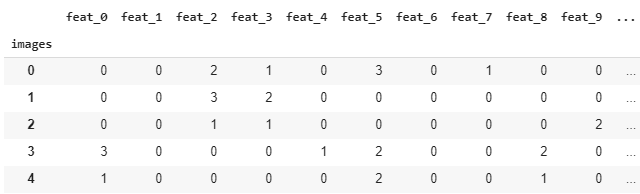 feat_0 feat_1 feat_2 feat_3 feat_4 feat_5 feat_6 feat_7 feat_8 feat_9 ...
images
0 0 0 2 1 0 3 0 1 0 0 ...
1 0 0 3 2 0 0 0 0 0 0 ...
2 0 0 1 1 0 0 0 0 0 2 ...
3 3 0 0 0 1 2 0 0 2 0 ...
4 1 0 0 0 0 2 0 0 1 0 ...